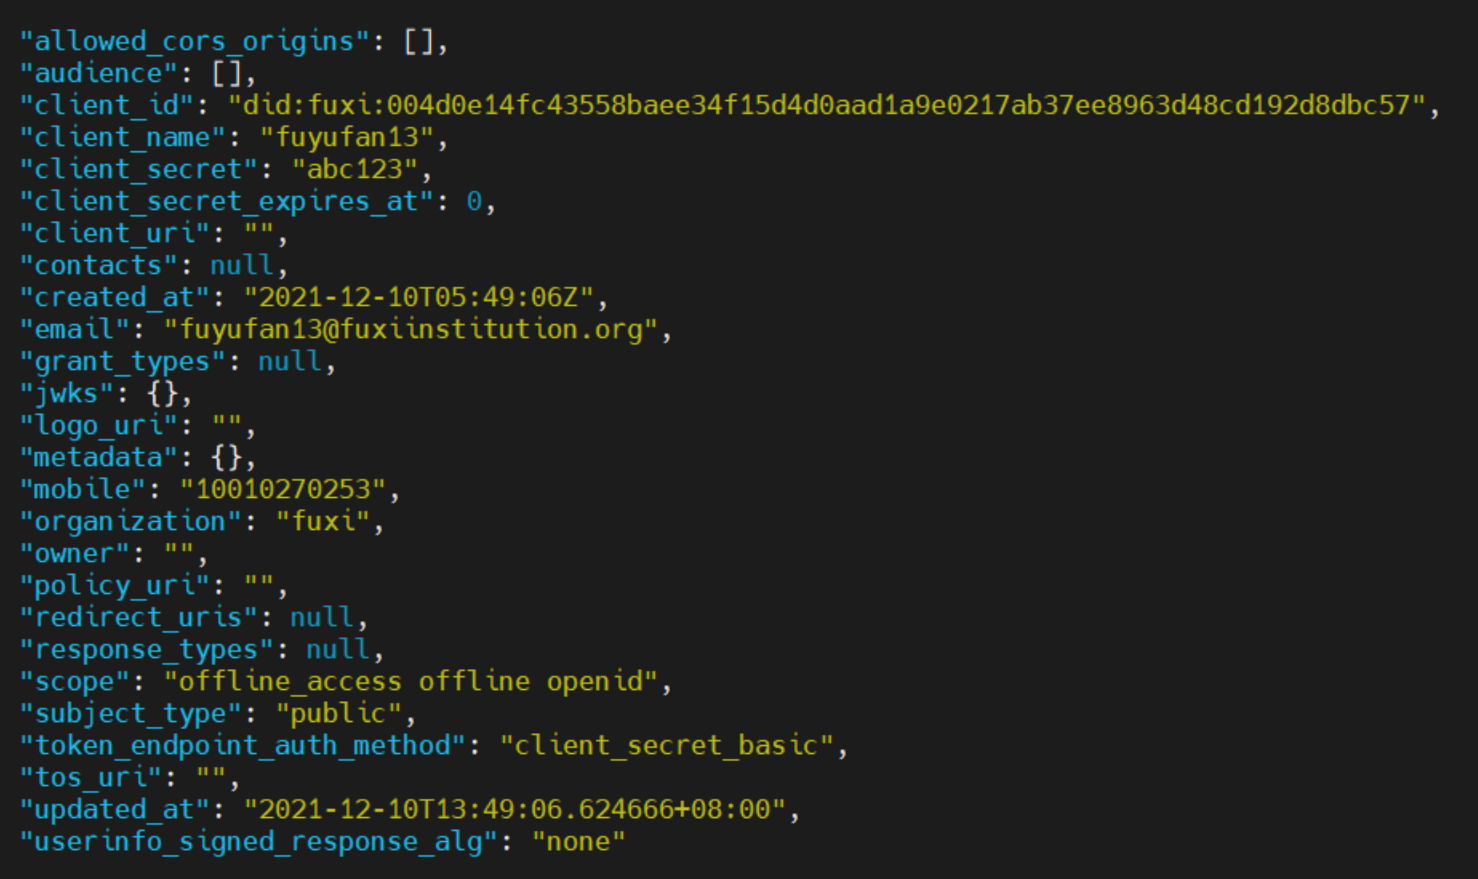 "allowed_cors_origins": [],
"audience": [],
"client_id": "did:fuxi:004d0e14fc43558baee34f15d4d0aad1a9e0217ab37ee8963d48cd192d8dbc57",
"client_name": "fuyufan13",
"client_secret": "abc123",
"client_secret_expires_at": 0,
"client_uri": "",
"contacts": null,
"created_at": "2021-12-10T05:49:06Z",
"email": "fuyufan13@fuxiinstitution.org",
"grant_types": null,
"jwks": {},
"logo_uri": "",
"metadata": {},
"mobile": "10010270253",
"organization": "fuxi",
"owner": "",
"policy_uri": "",
"redirect_uris": null,
"response_types": null,
"scope": "offline_access offline openid",
"subject_type": "public",
"token_endpoint_auth_method": "client_secret_basic",
"tos_uri": "",
"updated_at": "2021-12-10T13:49:06.624666+08:00",
"userinfo_signed_response_alg": "none"